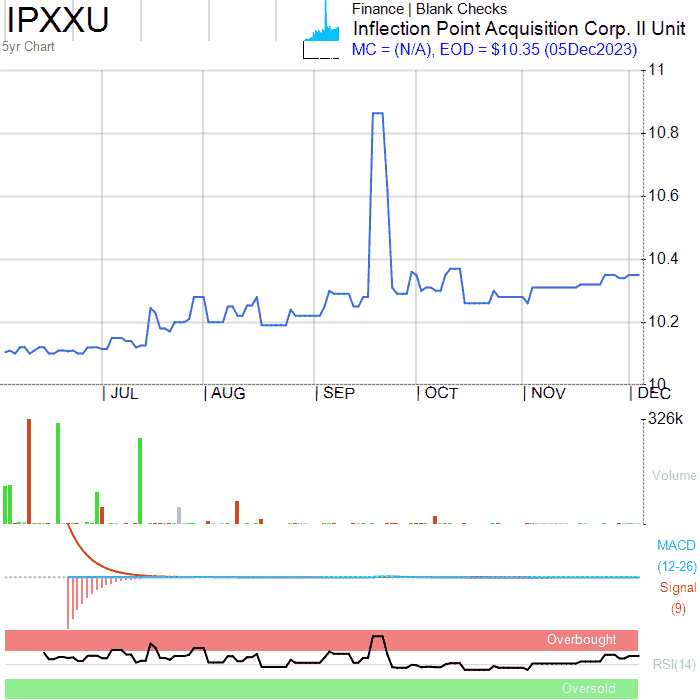 IPXXU
5yr Chart
Finance | Blank Checks
Inflection Point Acquisition Corp. II Unit
MC = (N/A), EOD = $10.35 (05Dec2023)
11
10.8
10.6
10.4
10.2
10
| JUL | AUG | SEP | OCT | NOV | DEC
326k
Volume
MACD
(12-26)
Signal
(9)
Overbought
RSI(14)
Oversold